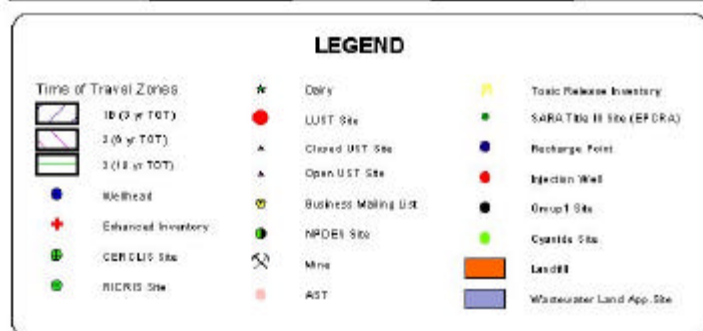 LEGEND
Time of Travel Zones
1B (3 yr TOT)
2 (6 yr TOT)
3 (10 yr TOT)
Wellhead
Enhanced Inventory
CERCLIS Site
RICRIS Site
Dairy
LUST Site
Closed UST Site
Open UST Site
Business Mailing List
NPDES Site
Mine
AST
Toxic Release Inventory
SARA Title III Site (EPCRA)
Recharge Point
Injection Well
Group1 Site
Cyanide Site
Landfill
Wastewater Land App. Site